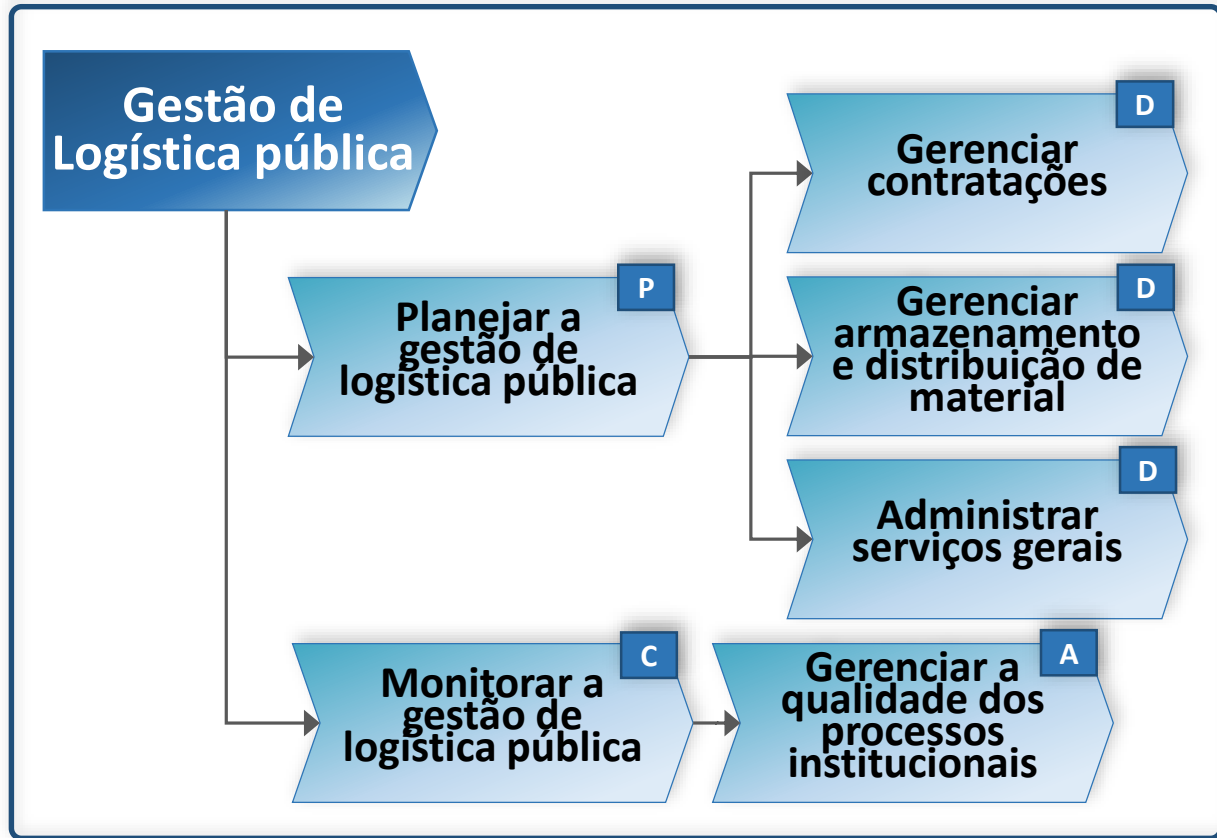 Gestão de
Logística pública
D
Gerenciar
contratações
P
Planejar a
gestão de
logística pública
D
Gerenciar
armazenamento
e distribuição de
material
D
Administrar
serviços gerais
C
Monitorar a
gestão de
logística pública
A
Gerenciar a
qualidade dos
processos
institucionais